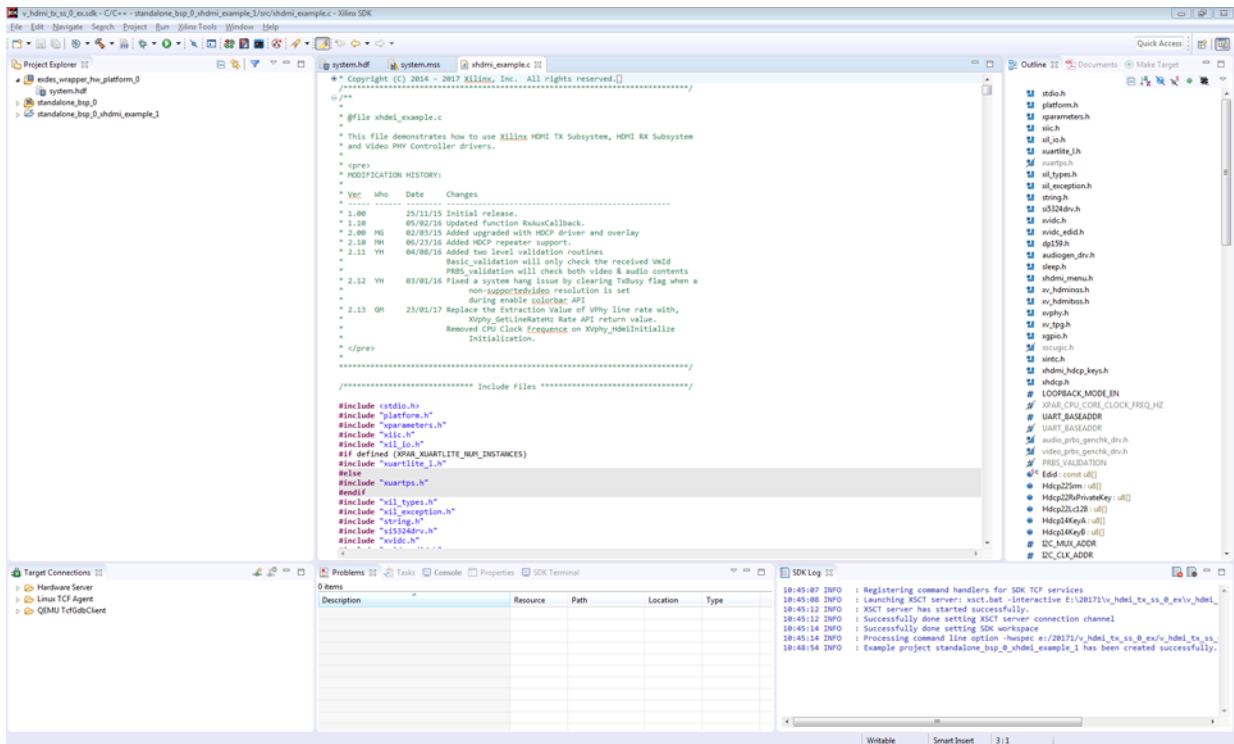 v_hdmi_tx_ss_0_ex.sdk - C/C++ - standalone_bsp_0_xhdmi_example_1/src/xhdmi_example.c - Xilinx SDK
File Edit Navigate Search Project Run Xilinx Tools Window Help
Quick Access
Project Explorer
exdes_wrapper_hw_platform_0
system.hdf
standalone_bsp_0
standalone_bsp_0_xhdmi_example_1
system.hdf system.mss xhdmi_example.c
* Copyright (C) 2014 - 2017 Xilinx, Inc. All rights reserved.
/**
*
* @file xhdmi_example.c
*
* This file demonstrates how to use Xilinx HDMI TX Subsystem, HDMI RX Subsystem
* and Video PHY Controller drivers.
*
* <pre>
* MODIFICATION HISTORY:
*
* Ver Who Date Changes
* ----- ------ -------- --------------------------------------------------
* 1.00 25/11/15 Initial release.
* 1.10 05/02/16 Updated function RxAuxCallback.
* 2.00 MG 02/03/15 Added upgraded with HDCP driver and overlay
* 2.10 MH 06/23/16 Added HDCP repeater support.
* 2.11 YH 04/08/16 Added two level validation routines
* Basic_validation will only check the received VmId
* PRBS_validation will check both video & audio contents
* 2.12 YH 03/01/16 Fixed a system hang issue by clearing TxBusy flag when a
* non-supportedvideo resolution is set
* during enable colorbar API
* 2.13 GM 23/01/17 Replace the Extraction Value of VPhy line rate with,
* XVphy_GetLineRateHz Rate API return value.
* Removed CPU Clock Frequence on XVphy_HdmiInitialize
* Initialization.
* </pre>
*
/***************************** Include Files *********************************/
#include <stdio.h>
#include "platform.h"
#include "xparameters.h"
#include "xiic.h"
#include "xil_io.h"
#if defined (XPAR_XUARTLITE_NUM_INSTANCES)
#include "xuartlite_l.h"
#else
#include "xuartps.h"
#endif
#include "xil_types.h"
#include "xil_exception.h"
#include "string.h"
#include "si5324drv.h"
#include "xvidc.h"
Outline Documents Make Target
stdio.h
platform.h
xparameters.h
xiic.h
xil_io.h
xuartlite_l.h
xuartps.h
xil_types.h
xil_exception.h
string.h
si5324drv.h
xvidc.h
xvidc_edid.h
dp159.h
audiogen_drv.h
sleep.h
xhdmi_menu.h
xv_hdmirxss.h
xv_hdmitxss.h
xvphy.h
xv_tpg.h
xgpio.h
xscugic.h
xintc.h
xhdmi_hdcp_keys.h
xhdcp.h
LOOPBACK_MODE_EN
XPAR_CPU_CORE_CLOCK_FREQ_HZ
UART_BASEADDR
UART_BASEADDR
audio_prbs_genchk_drv.h
video_prbs_genchk_drv.h
PRBS_VALIDATION
Edid : const u8[]
Hdcp22Srm : u8[]
Hdcp22RxPrivateKey : u8[]
Hdcp22Lc128 : u8[]
Hdcp14KeyA : u8[]
Hdcp14KeyB : u8[]
I2C_MUX_ADDR
I2C_CLK_ADDR
Target Connections
Hardware Server
Linux TCF Agent
QEMU TcfGdbClient
Problems Tasks Console Properties SDK Terminal
0 items
Description Resource Path Location Type
SDK Log
10:45:07 INFO : Registering command handlers for SDK TCF services
10:45:08 INFO : Launching XSCT server: xsct.bat -interactive E:\20171\v_hdmi_tx_ss_0_ex\v_hdmi_
10:45:12 INFO : XSCT server has started successfully.
10:45:12 INFO : Successfully done setting XSCT server connection channel
10:45:14 INFO : Successfully done setting SDK workspace
10:45:14 INFO : Processing command line option -hwspec e:/20171/v_hdmi_tx_ss_0_ex/v_hdmi_tx_ss_
10:48:54 INFO : Example project standalone_bsp_0_xhdmi_example_1 has been created successfully.
Writable Smart Insert 3 : 1